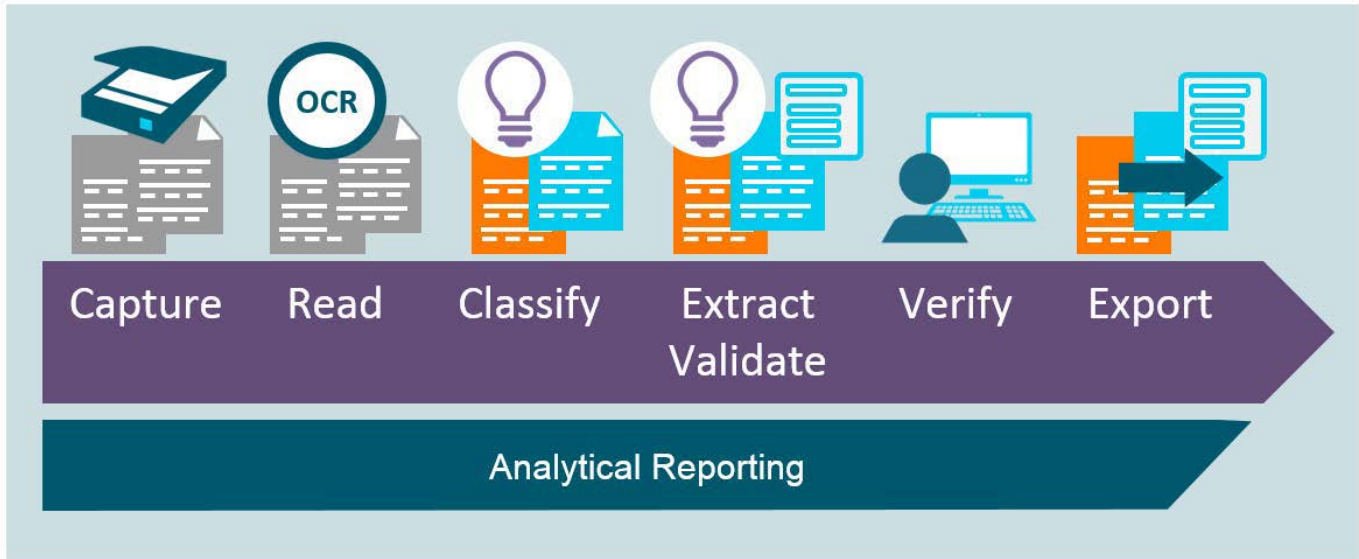 OCR
Capture
Read
Classify
Extract
Validate
Verify
Export
Analytical Reporting